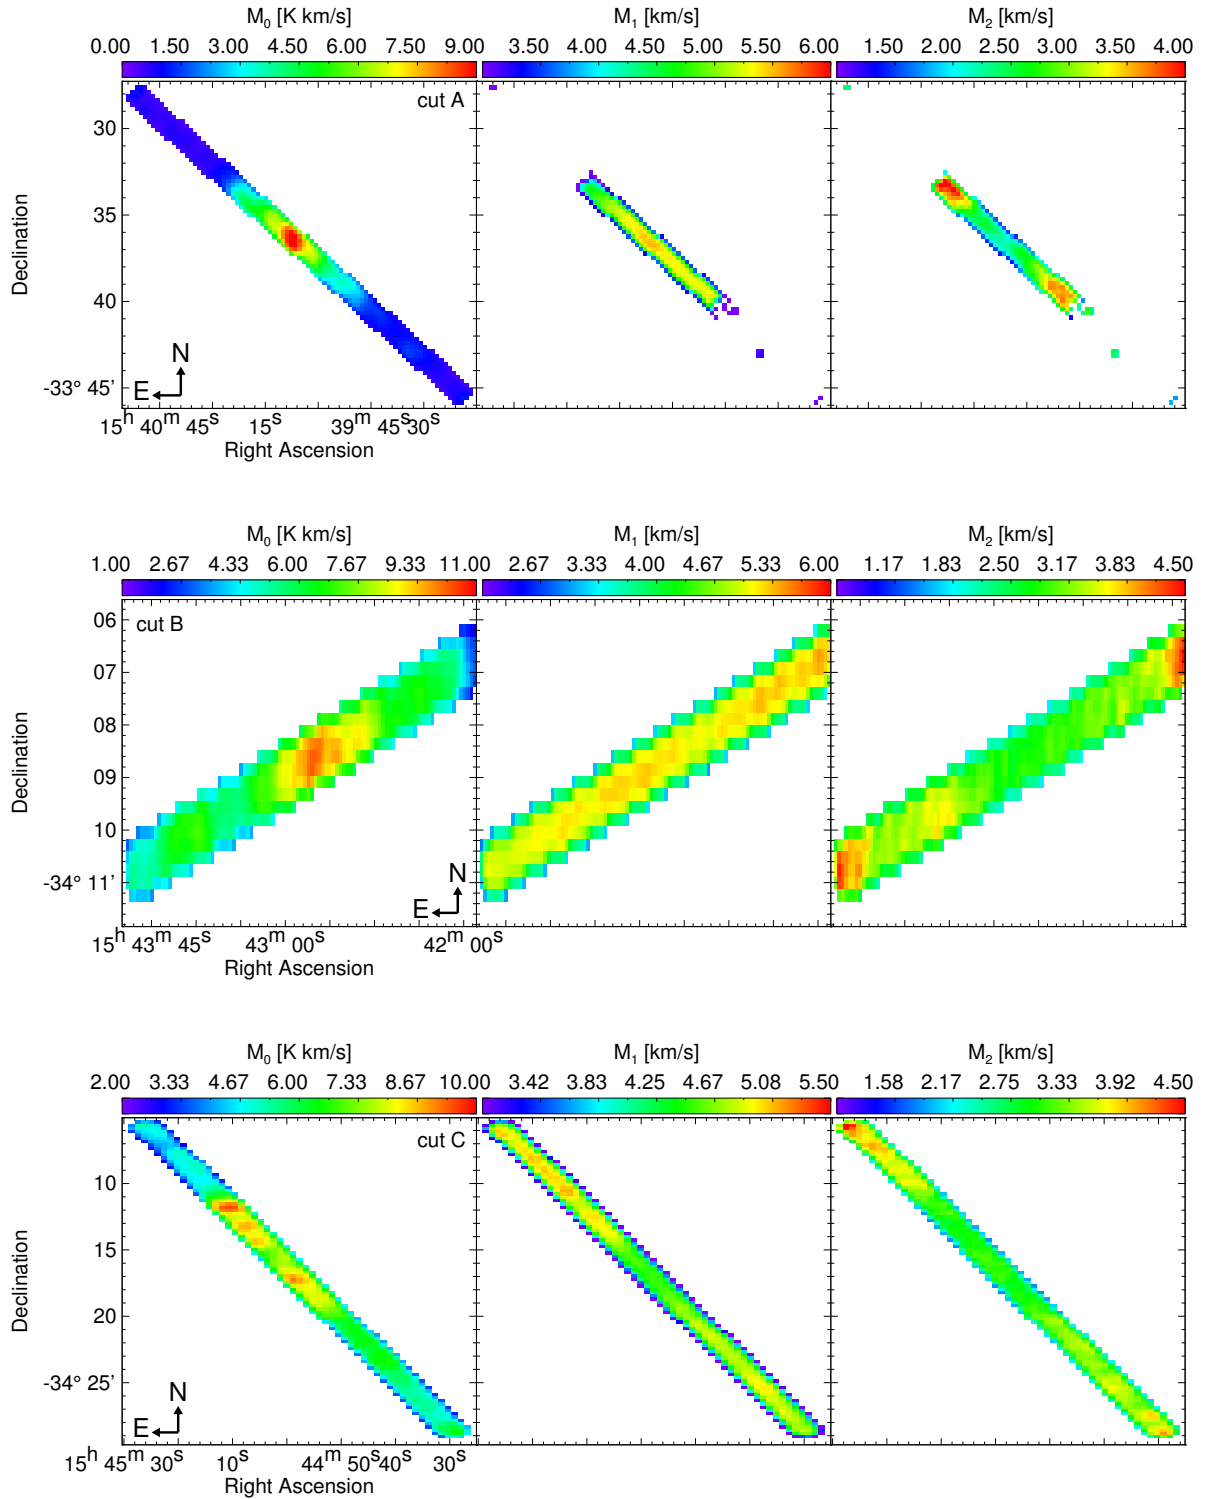 M0 [K km/s] M1 [km/s] M2 [km/s]
0.00 1.50 3.00 4.50 6.00 7.50 9.00 3.50 4.00 4.50 5.00 5.50 6.00 1.50 2.00 2.50 3.00 3.50 4.00
cut A
30
35
40
-33° 45'
Declination
N
E
15h 40m 45s 15s 39m 45s30s
Right Ascension
M0 [K km/s] M1 [km/s] M2 [km/s]
1.00 2.67 4.33 6.00 7.67 9.33 11.00 2.67 3.33 4.00 4.67 5.33 6.00 1.17 1.83 2.50 3.17 3.83 4.50
cut B
06
07
08
09
10
-34° 11'
Declination
N
E
15h 43m 45s 43m 00s 42m 00s
Right Ascension
M0 [K km/s] M1 [km/s] M2 [km/s]
2.00 3.33 4.67 6.00 7.33 8.67 10.00 3.42 3.83 4.25 4.67 5.08 5.50 1.58 2.17 2.75 3.33 3.92 4.50
cut C
10
15
20
-34° 25'
Declination
N
E
15h 45m 30s 10s 44m 50s40s 30s
Right Ascension